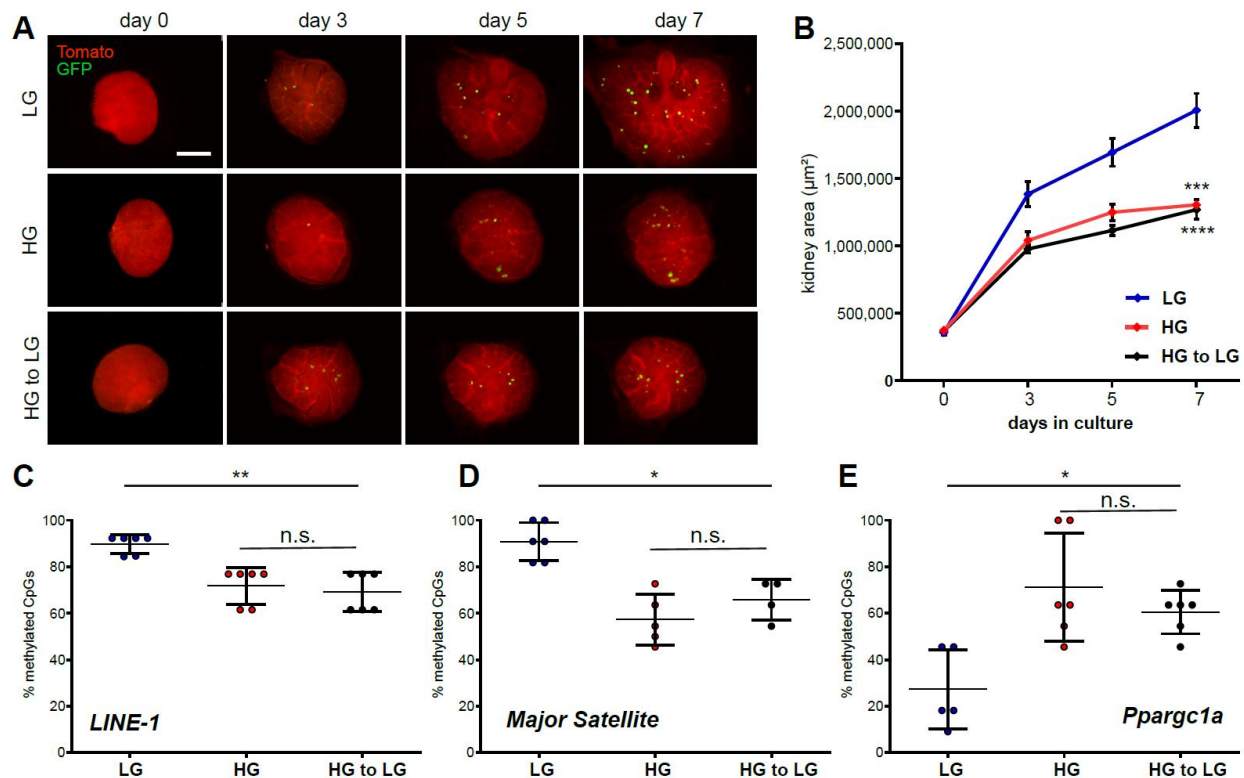 A
day 0 day 3 day 5 day 7
Tomato
GFP
LG
HG
HG to LG
B
2,500,000
2,000,000
1,500,000
1,000,000
500,000
0
kidney area (µm²)
***
****
LG
HG
HG to LG
0 3 5 7
days in culture
C
**
n.s.
100
80
60
40
20
0
% methylated CpGs
LINE-1
LG HG HG to LG
D
*
n.s.
100
80
60
40
20
0
% methylated CpGs
Major Satellite
LG HG HG to LG
E
*
n.s.
100
80
60
40
20
0
% methylated CpGs
Ppargc1a
LG HG HG to LG